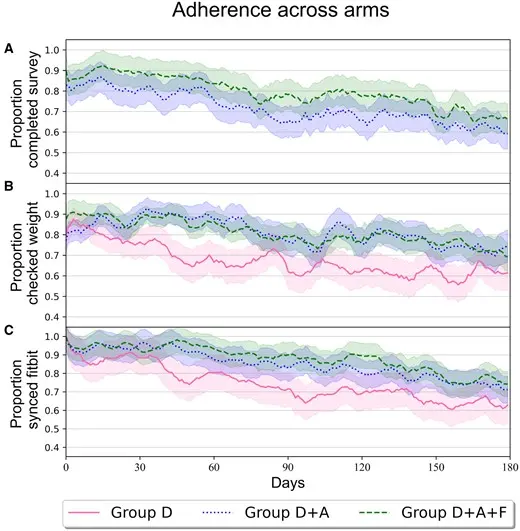 Adherence across arms
A
Proportion
completed survey
1.0
0.9
0.8
0.7
0.6
0.5
0.4
B
Proportion
checked weight
1.0
0.9
0.8
0.7
0.6
0.5
0.4
C
Proportion
synced fitbit
1.0
0.9
0.8
0.7
0.6
0.5
0.4
0 30 60 90 120 150 180
Days
Group D Group D+A Group D+A+F